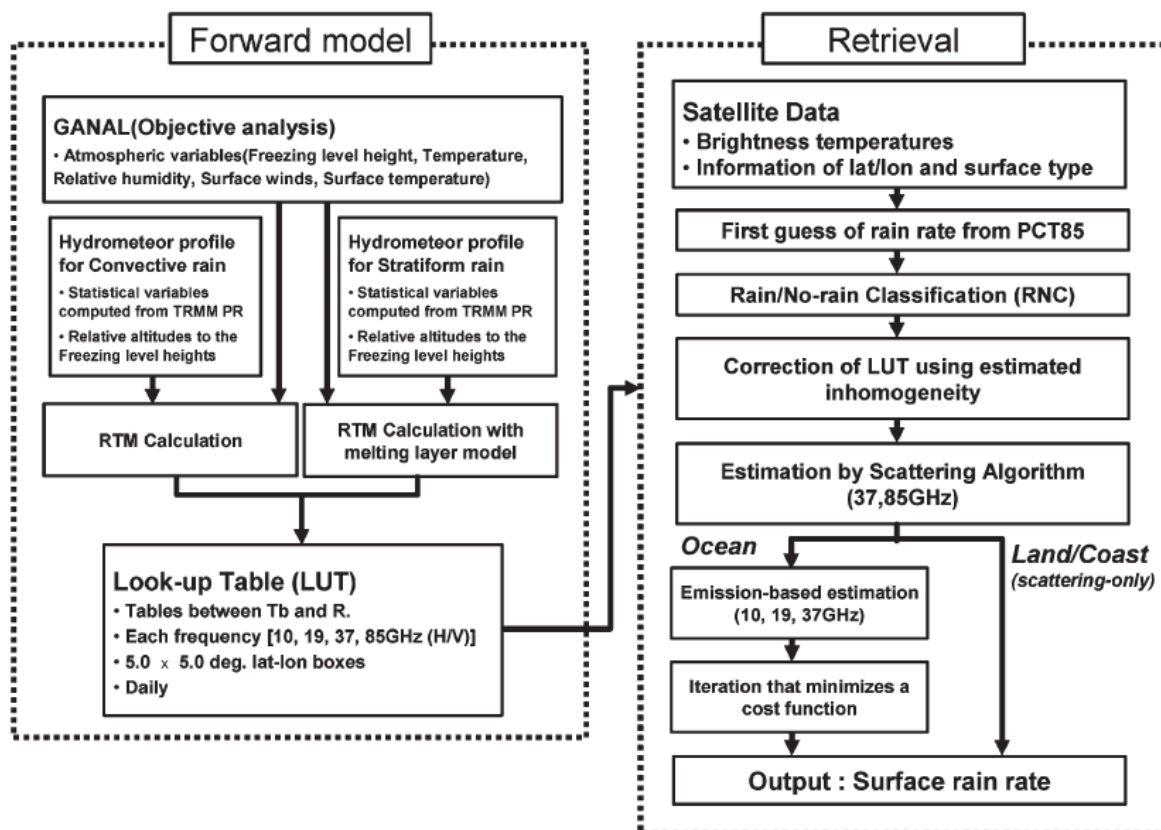 Forward model
GANAL(Objective analysis)
• Atmospheric variables(Freezing level height, Temperature,
Relative humidity, Surface winds, Surface temperature)
Hydrometeor profile
for Convective rain
• Statistical variables
computed from TRMM PR
• Relative altitudes to the
Freezing level heights
Hydrometeor profile
for Stratiform rain
• Statistical variables
computed from TRMM PR
• Relative altitudes to the
Freezing level heights
RTM Calculation
RTM Calculation with
melting layer model
Look-up Table (LUT)
• Tables between Tb and R.
• Each frequency [10, 19, 37, 85GHz (H/V)]
• 5.0 x 5.0 deg. lat-lon boxes
• Daily
Retrieval
Satellite Data
• Brightness temperatures
• Information of lat/lon and surface type
First guess of rain rate from PCT85
Rain/No-rain Classification (RNC)
Correction of LUT using estimated
inhomogeneity
Estimation by Scattering Algorithm
(37,85GHz)
Ocean
Land/Coast
(scattering-only)
Emission-based estimation
(10, 19, 37GHz)
Iteration that minimizes a
cost function
Output : Surface rain rate